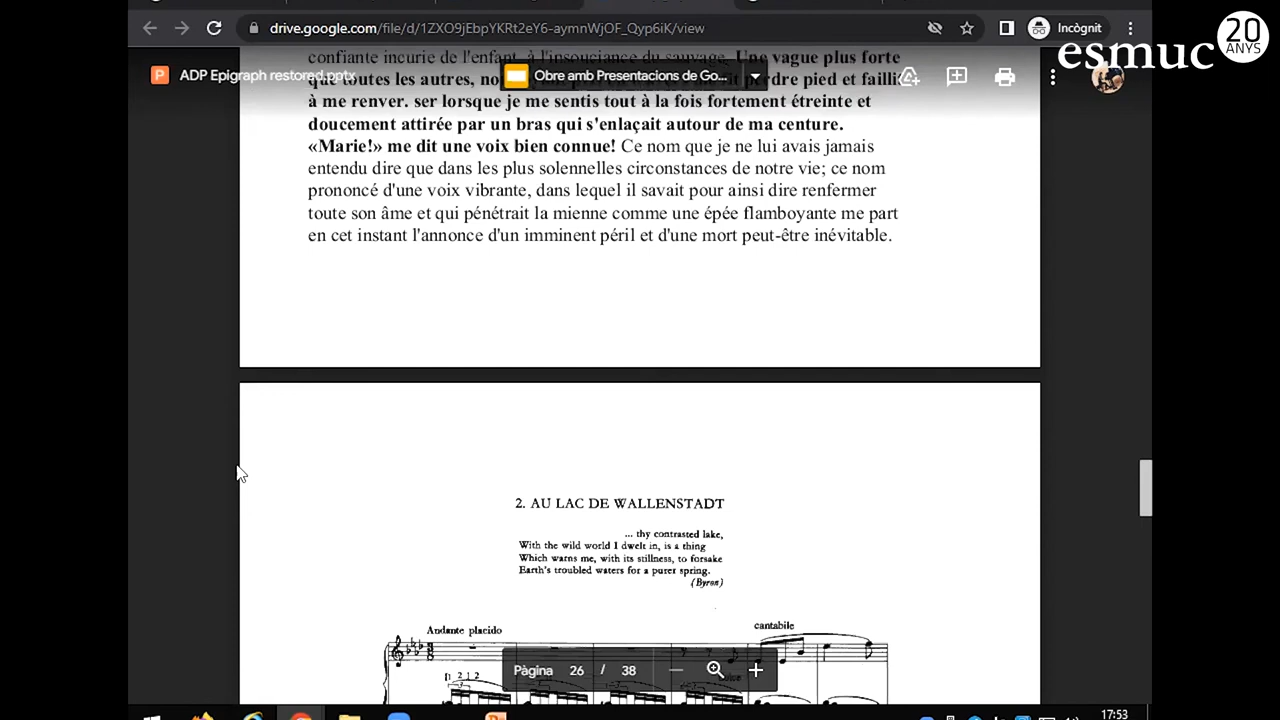 drive.google.com/file/d/1ZXO9jEbpYKRt2eY6-aymnWjOF_Qyp6iK/view
Incògnit
esmuc
20
ANYS
ADP Epigraph restored.pptx
Obre amb Presentacions de Go...
confiante incurie de l'enfant, à l'insouciance du sauvage. Une vague plus forte
que toutes les autres, perdre pied et faillit
à me renver. ser lorsque je me sentis tout à la fois fortement étreinte et
doucement attirée par un bras qui s'enlaçait autour de ma centure.
«Marie!» me dit une voix bien connue! Ce nom que je ne lui avais jamais
entendu dire que dans les plus solennelles circonstances de notre vie; ce nom
prononcé d'une voix vibrante, dans lequel il savait pour ainsi dire renfermer
toute son âme et qui pénétrait la mienne comme une épée flamboyante me part
en cet instant l'annonce d'un imminent péril et d'une mort peut-être inévitable.
2. AU LAC DE WALLENSTADT
... thy contrasted lake,
With the wild world I dwelt in, is a thing
Which warns me, with its stillness, to forsake
Earth's troubled waters for a purer spring.
(Byron)
Andante placido
cantabile
Pàgina 26 / 38
17:53